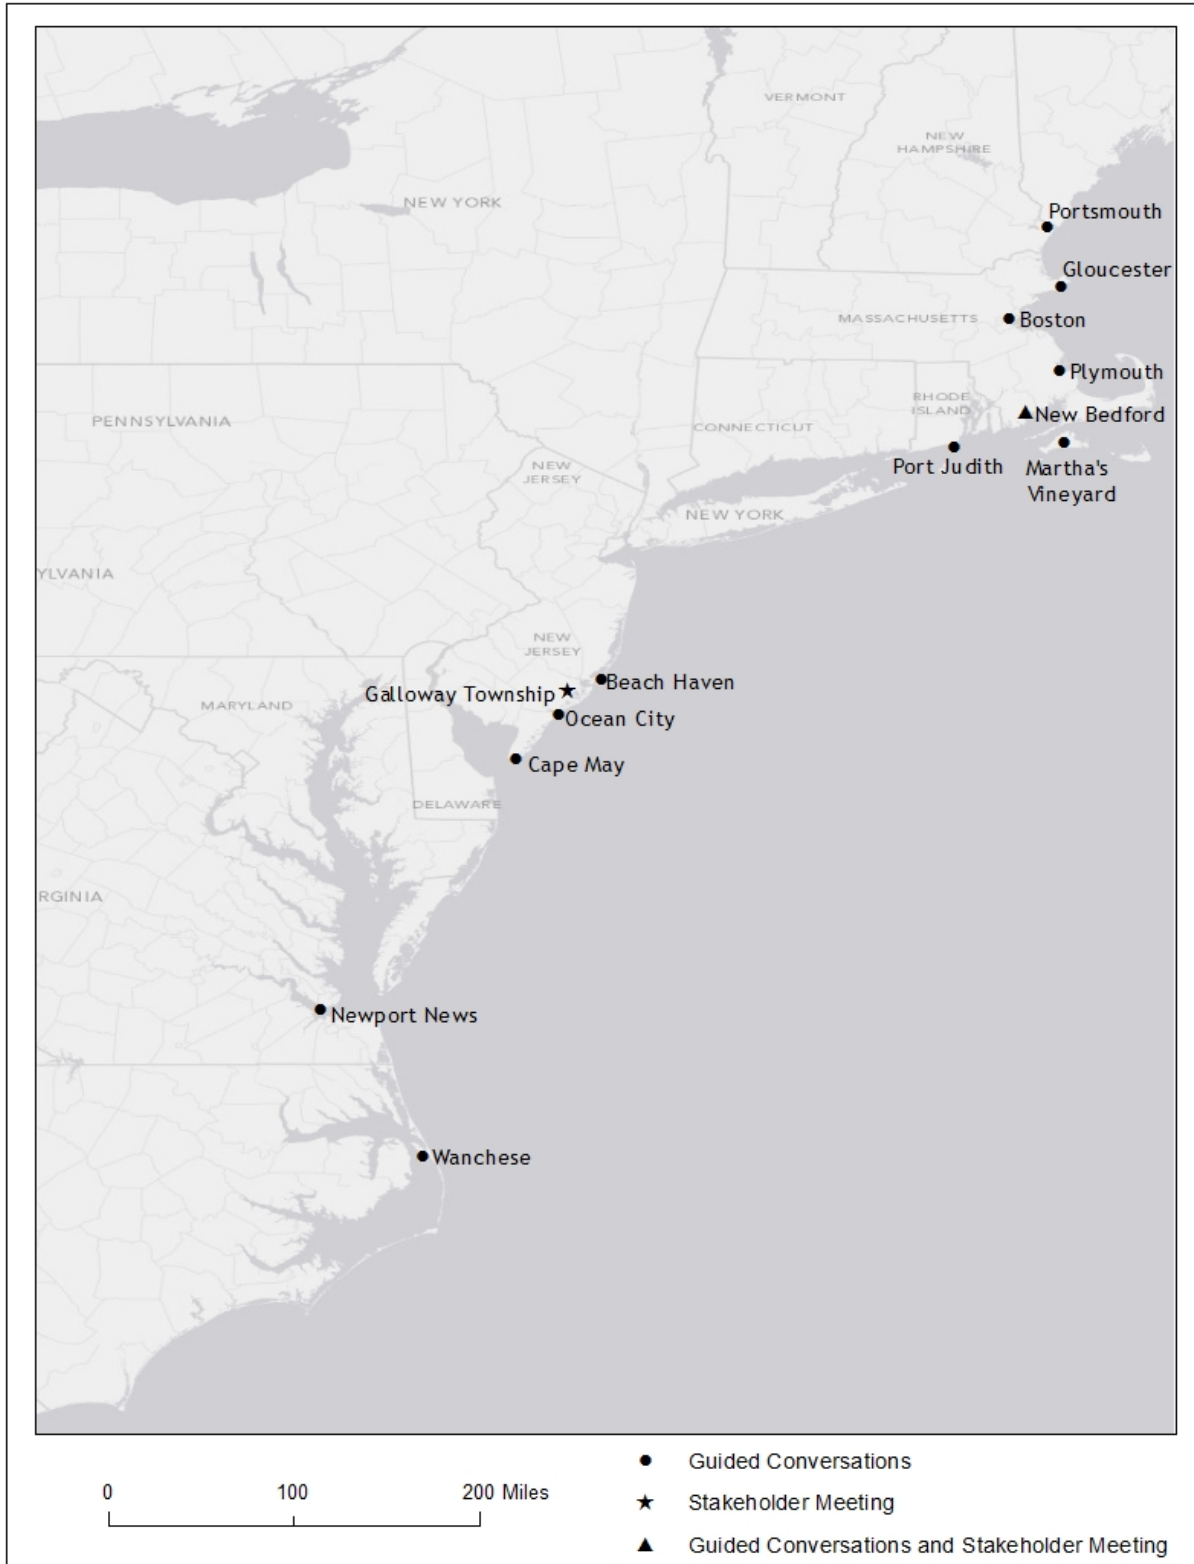 VERMONT
NEW
HAMPSHIRE
NEW YORK
Portsmouth
Gloucester
MASSACHUSETTS
Boston
Plymouth
RHODE
ISLAND
PENNSYLVANIA
CONNECTICUT
New Bedford
Port Judith
Martha's
Vineyard
NEW
JERSEY
NEW YORK
YLVANIA
NEW
JERSEY
Beach Haven
Galloway Township
MARYLAND
Ocean City
Cape May
DELAWARE
RGINIA
Newport News
Wanchese
0 100 200 Miles
Guided Conversations
Stakeholder Meeting
Guided Conversations and Stakeholder Meeting